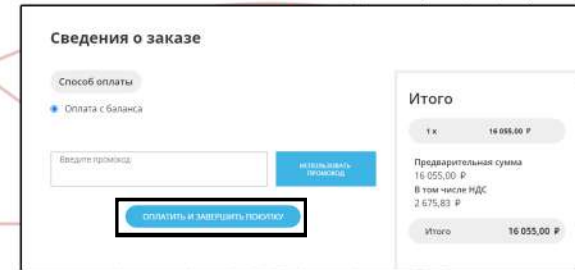 Сведения о заказе
Способ оплаты
Оплата с баланса
Введите промокод
ИСПОЛЬЗОВАТЬ
ПРОМОКОД
ОПЛАТИТЬ И ЗАВЕРШИТЬ ПОКУПКУ
Итого
1 x 16 055,00 ₽
Предварительная сумма
16 055,00 ₽
В том числе НДС
2 675,83 ₽
Итого 16 055,00 ₽